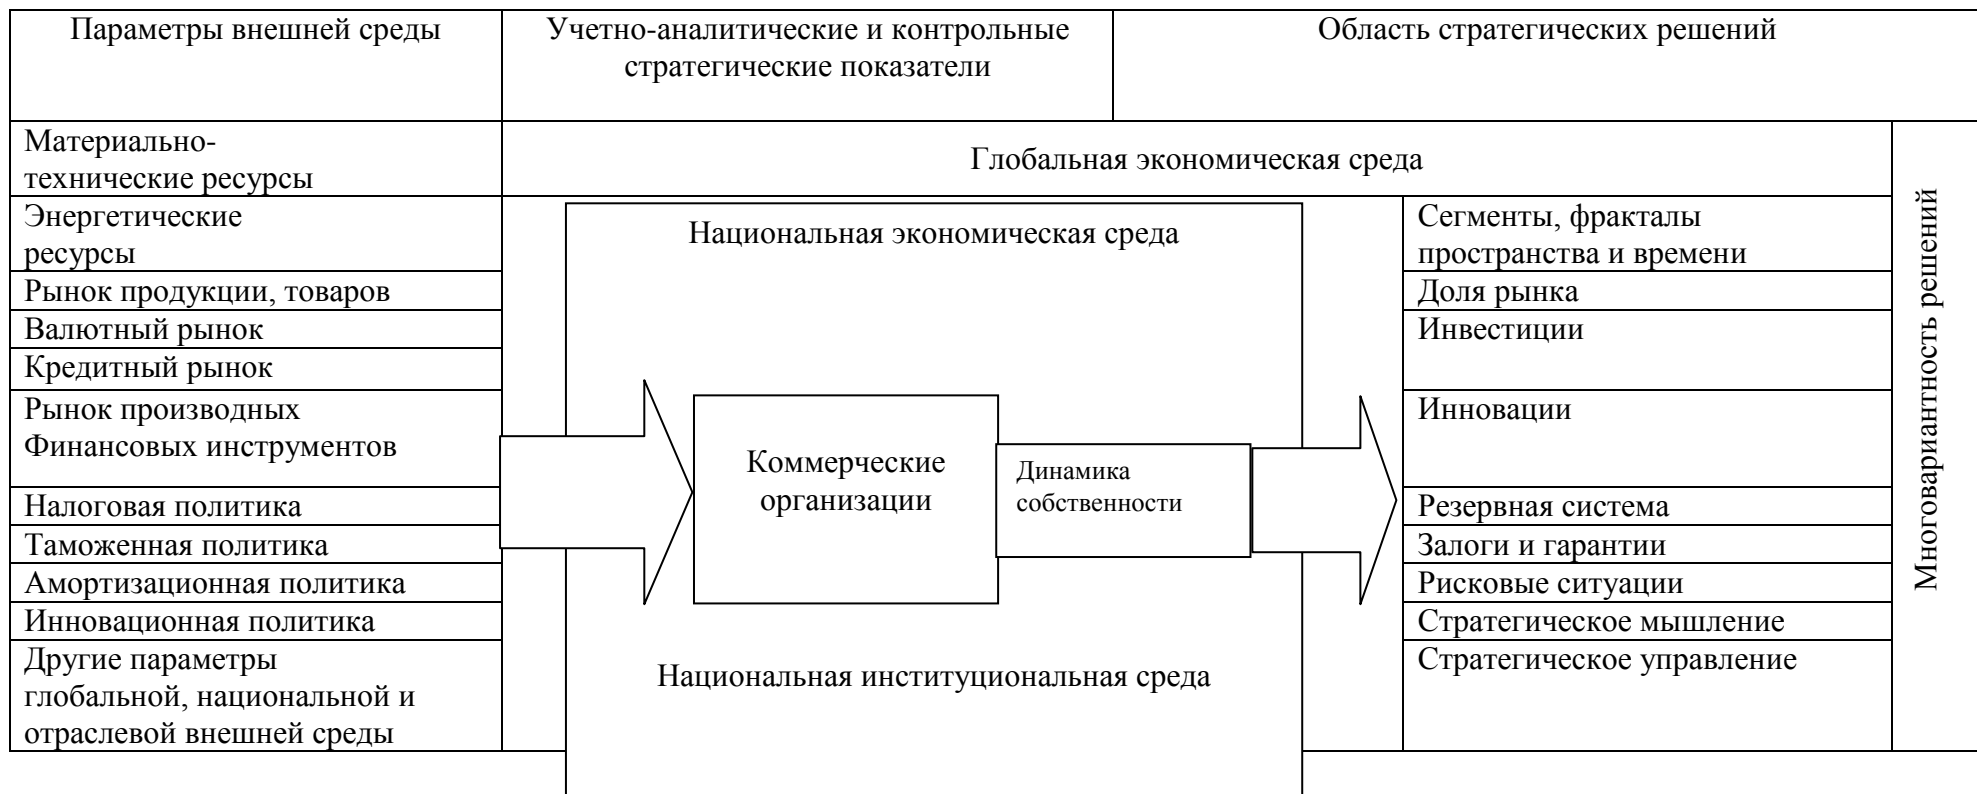 Параметры внешней среды
Учетно-аналитические и контрольные
стратегические показатели
Область стратегических решений
Материально-
технические ресурсы
Глобальная экономическая среда
Энергетические
ресурсы
Рынок продукции, товаров
Валютный рынок
Кредитный рынок
Рынок производных
Финансовых инструментов
Налоговая политика
Таможенная политика
Амортизационная политика
Инновационная политика
Другие параметры
глобальной, национальной и
отраслевой внешней среды
Национальная экономическая среда
Коммерческие
организации
Динамика
собственности
Национальная институциональная среда
Сегменты, фракталы
пространства и времени
Доля рынка
Инвестиции
Инновации
Резервная система
Залоги и гарантии
Рисковые ситуации
Стратегическое мышление
Стратегическое управление
Многовариантность решений